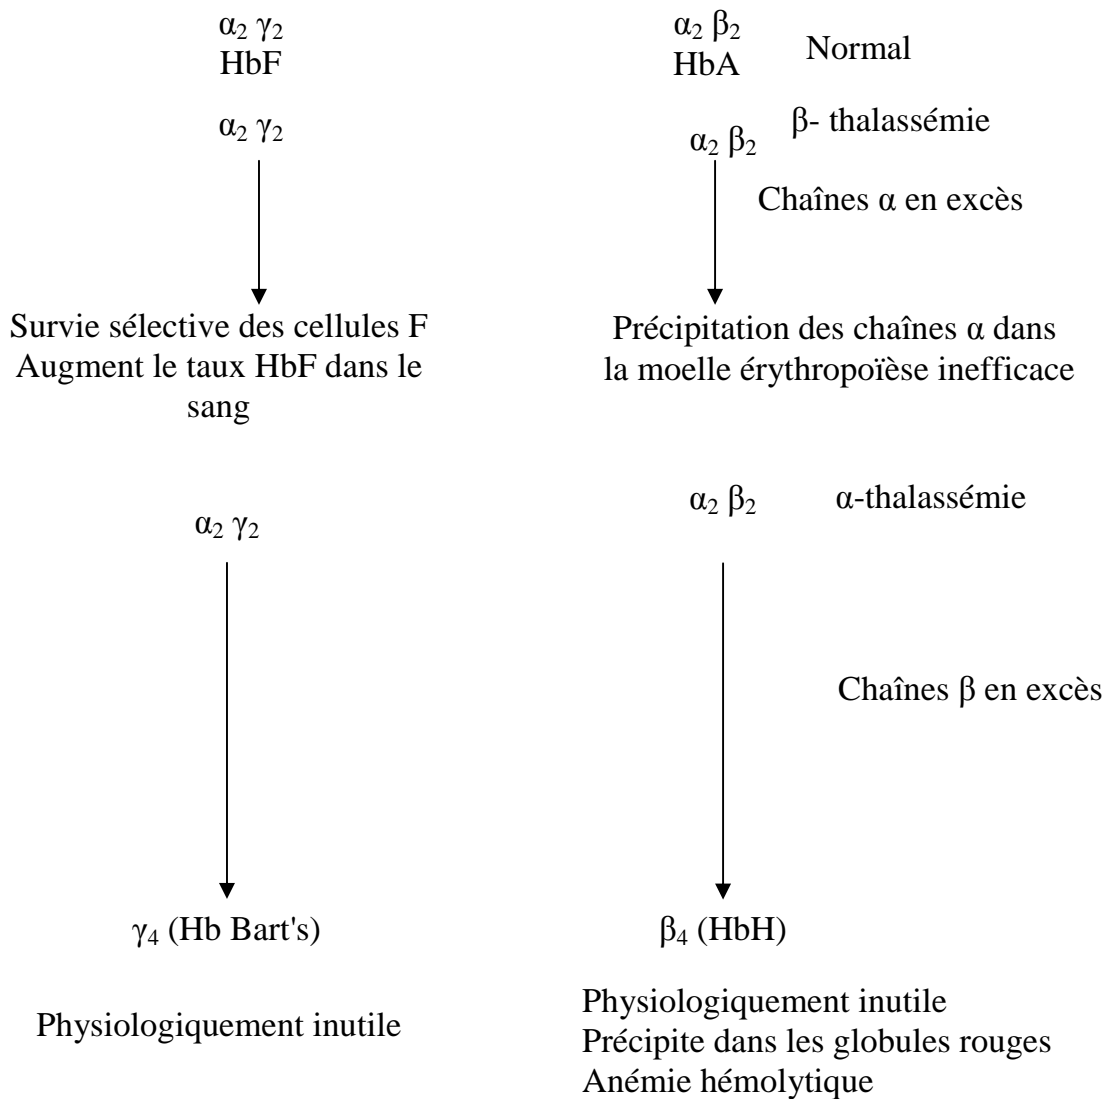 α₂ γ₂
HbF
α₂ β₂
HbA
Normal
α₂ γ₂
α₂ β₂
β- thalassémie
Chaînes α en excès
Survie sélective des cellules F
Augment le taux HbF dans le
sang
Précipitation des chaînes α dans
la moelle érythropoïèse inefficace
α₂ γ₂
α₂ β₂
α-thalassémie
Chaînes β en excès
γ₄ (Hb Bart's)
β₄ (HbH)
Physiologiquement inutile
Physiologiquement inutile
Précipite dans les globules rouges
Anémie hémolytique